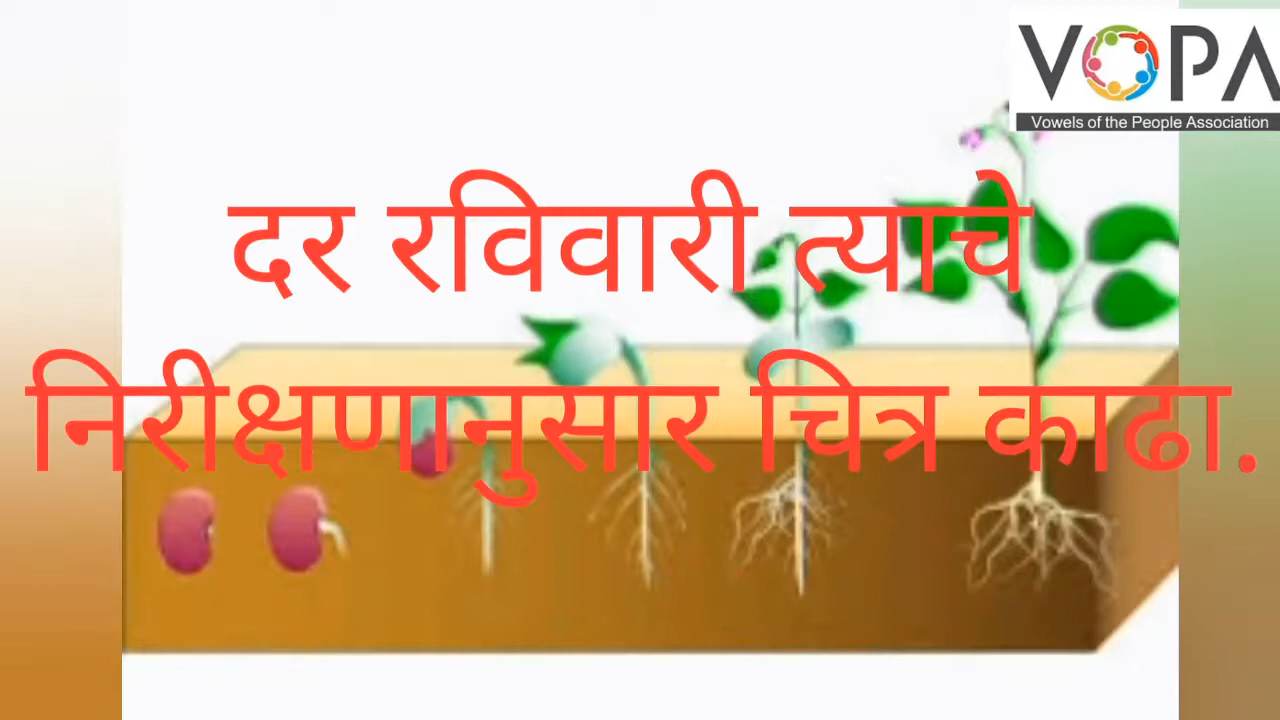 VOPA
Vowels of the People Association
दर रविवारी त्याचे
निरीक्षणानुसार चित्र काढा.